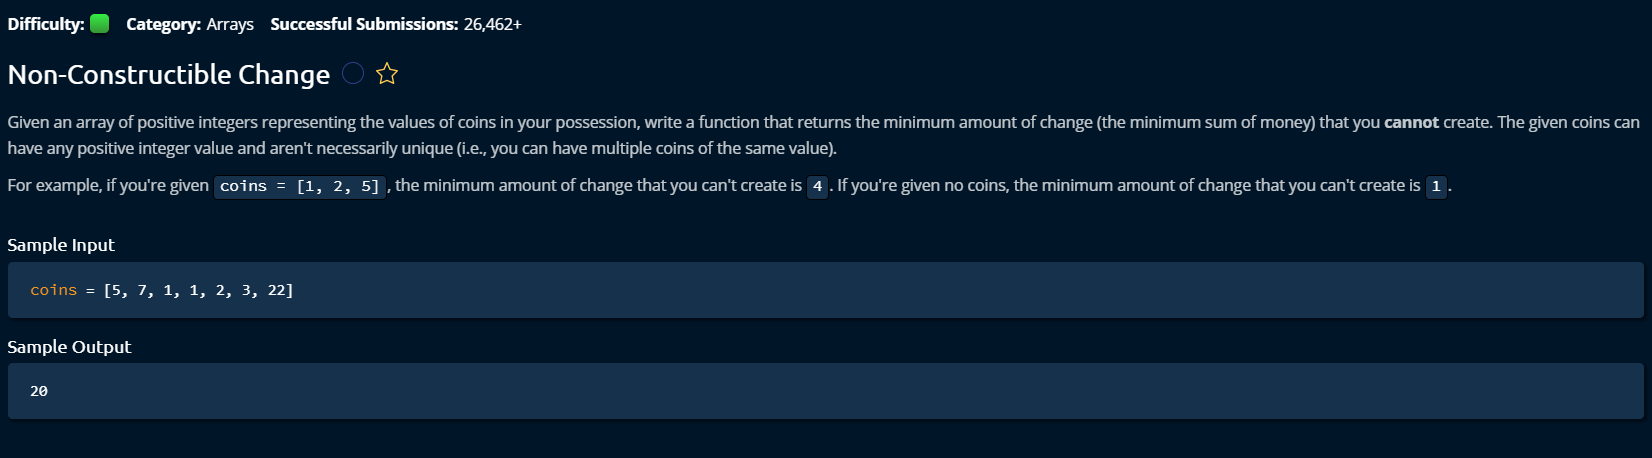 Difficulty: Category: Arrays Successful Submissions: 26,462+
Non-Constructible Change
Given an array of positive integers representing the values of coins in your possession, write a function that returns the minimum amount of change (the minimum sum of money) that you cannot create. The given coins can
have any positive integer value and aren't necessarily unique (i.e., you can have multiple coins of the same value).
For example, if you're given coins = [1, 2, 5], the minimum amount of change that you can't create is 4. If you're given no coins, the minimum amount of change that you can't create is 1.
Sample Input
coins = [5, 7, 1, 1, 2, 3, 22]
Sample Output
20